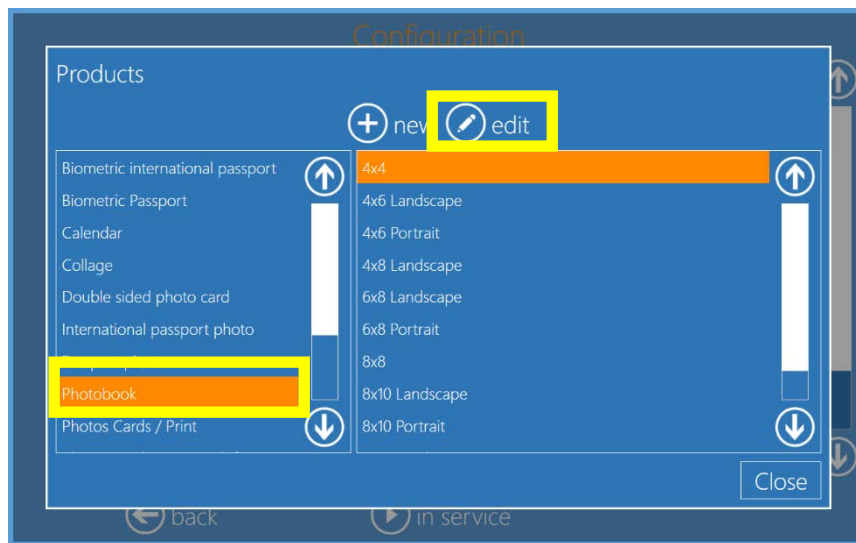 Configuration
Products
new edit
Biometric international passport
Biometric Passport
Calendar
Collage
Double sided photo card
International passport photo
Photobook
Photos Cards / Print
4x4
4x6 Landscape
4x6 Portrait
4x8 Landscape
6x8 Landscape
6x8 Portrait
8x8
8x10 Landscape
8x10 Portrait
Close
back
in service